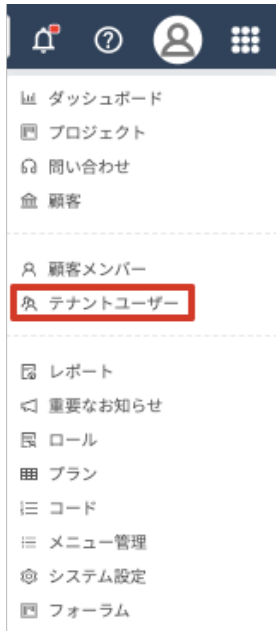 ダッシュボード
プロジェクト
問い合わせ
顧客
顧客メンバー
テナントユーザー
レポート
重要なお知らせ
ロール
プラン
コード
メニュー管理
システム設定
フォーラム